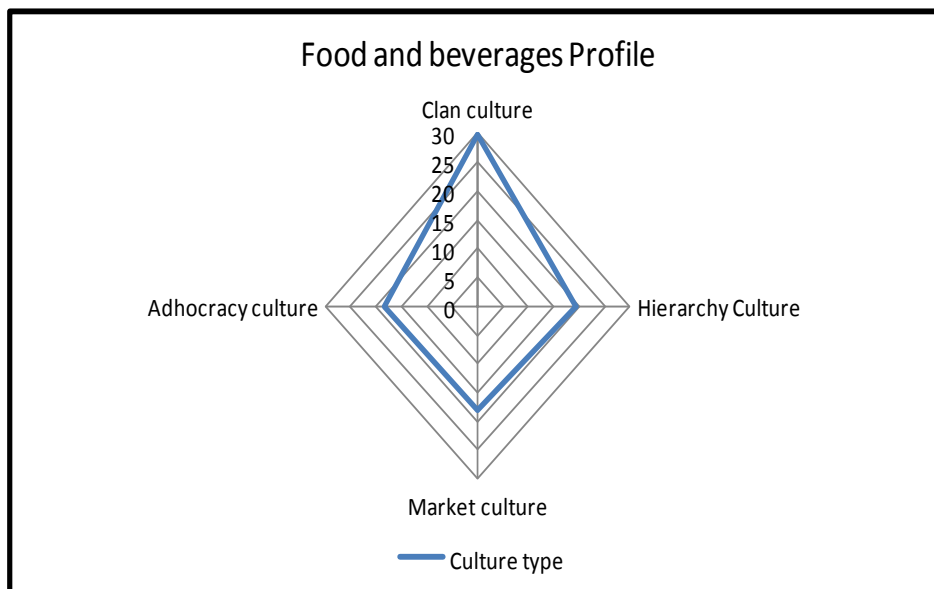 Food and beverages Profile
Clan culture
30
25
20
15
10
5
0
Adhocracy culture
Hierarchy Culture
Market culture
Culture type